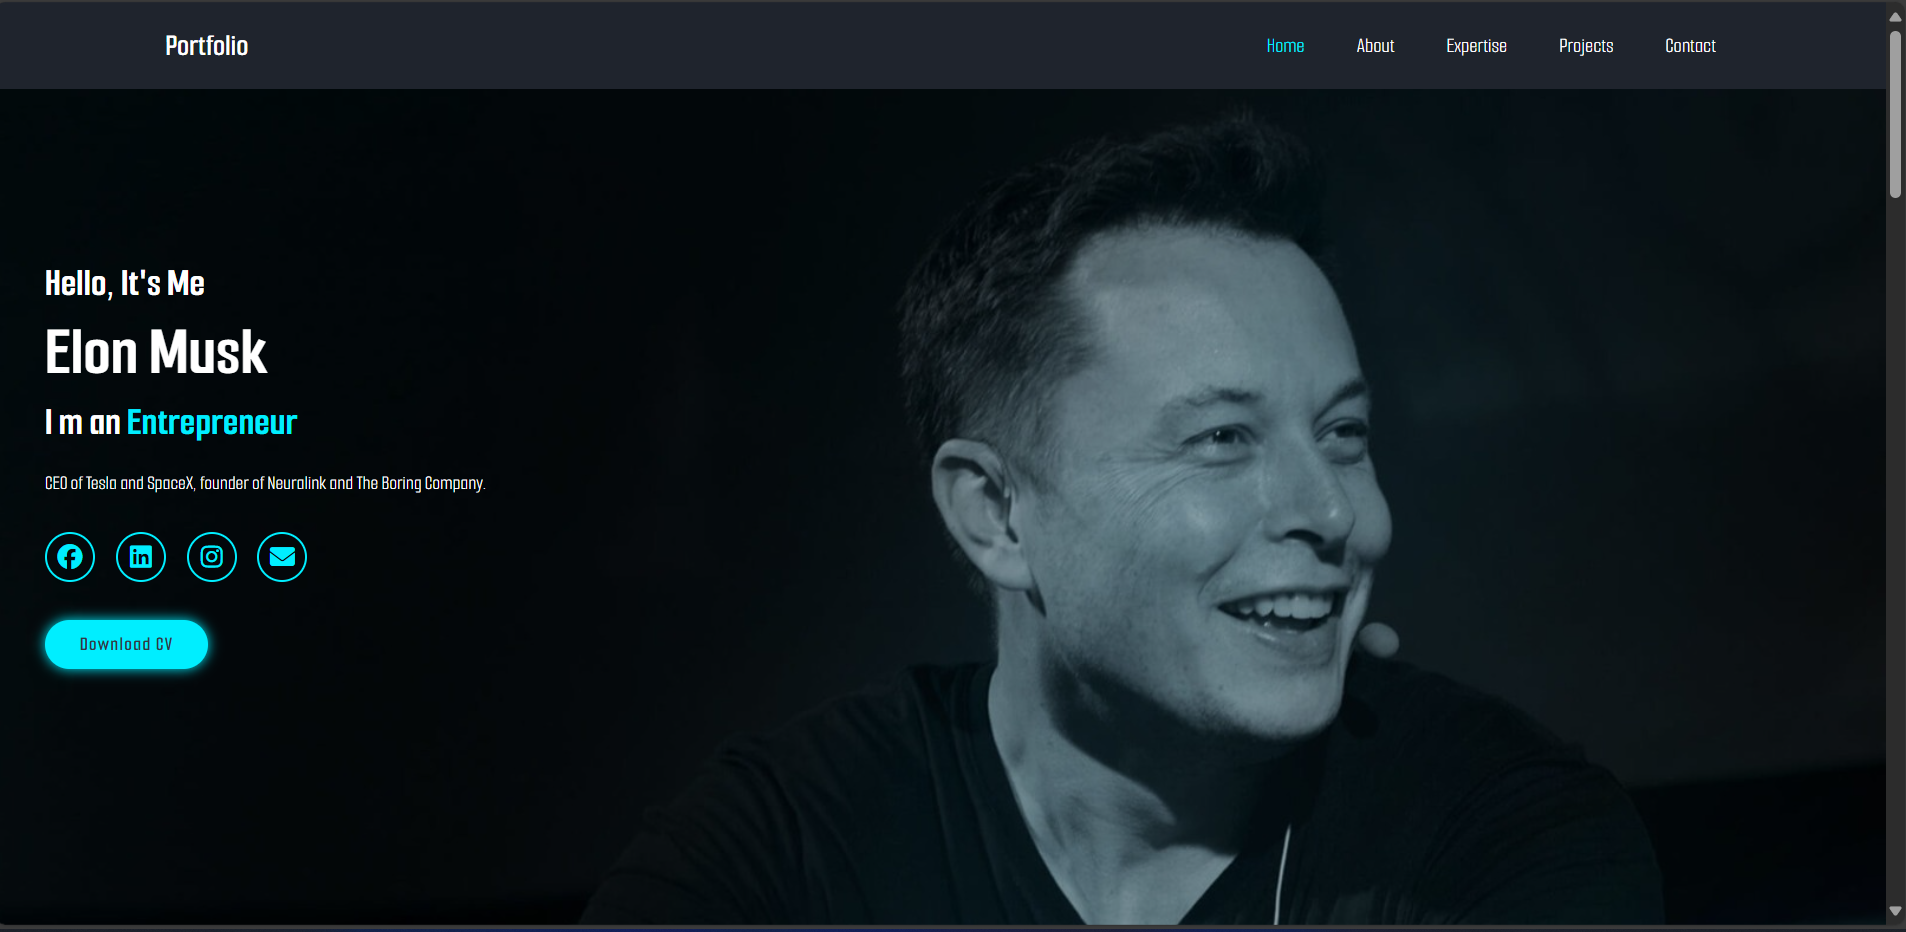 Portfolio
Home About Expertise Projects Contact
Hello, It's Me
Elon Musk
I m an Entrepreneur
CEO of Tesla and SpaceX, founder of Neuralink and The Boring Company.
in
Download CV